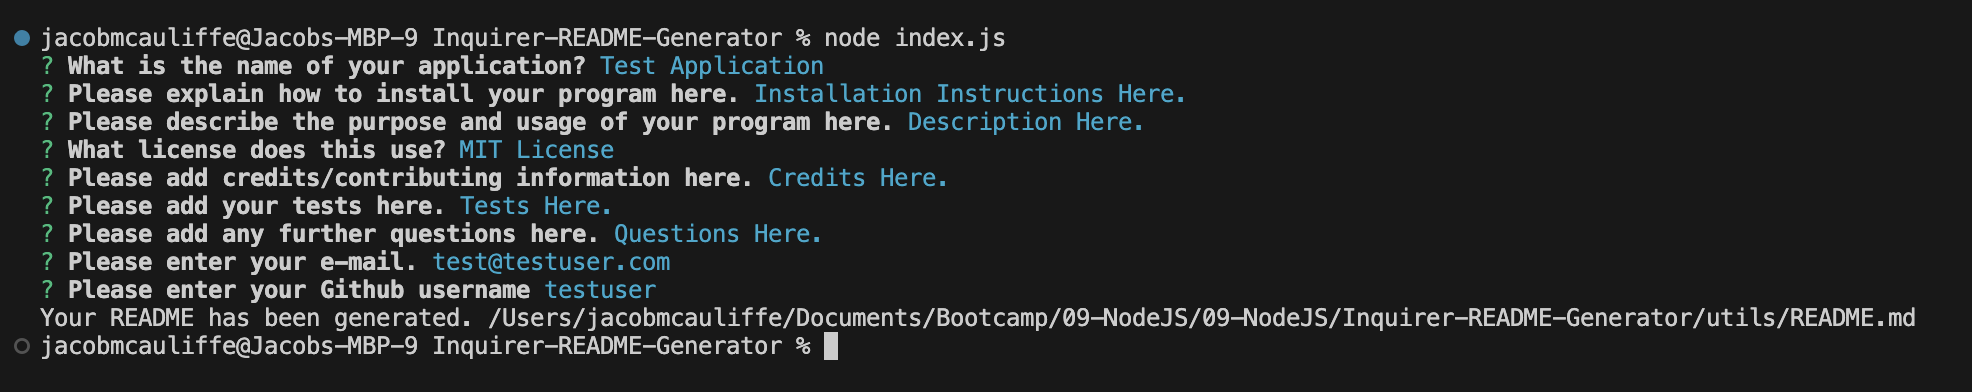 jacobmcauliffe@Jacobs-MBP-9 Inquirer-README-Generator % node index.js
? What is the name of your application? Test Application
? Please explain how to install your program here. Installation Instructions Here.
? Please describe the purpose and usage of your program here. Description Here.
? What license does this use? MIT License
? Please add credits/contributing information here. Credits Here.
? Please add your tests here. Tests Here.
? Please add any further questions here. Questions Here.
? Please enter your e-mail. test@testuser.com
? Please enter your Github username testuser
Your README has been generated. /Users/jacobmcauliffe/Documents/Bootcamp/09-NodeJS/09-NodeJS/Inquirer-README-Generator/utils/README.md
jacobmcauliffe@Jacobs-MBP-9 Inquirer-README-Generator %